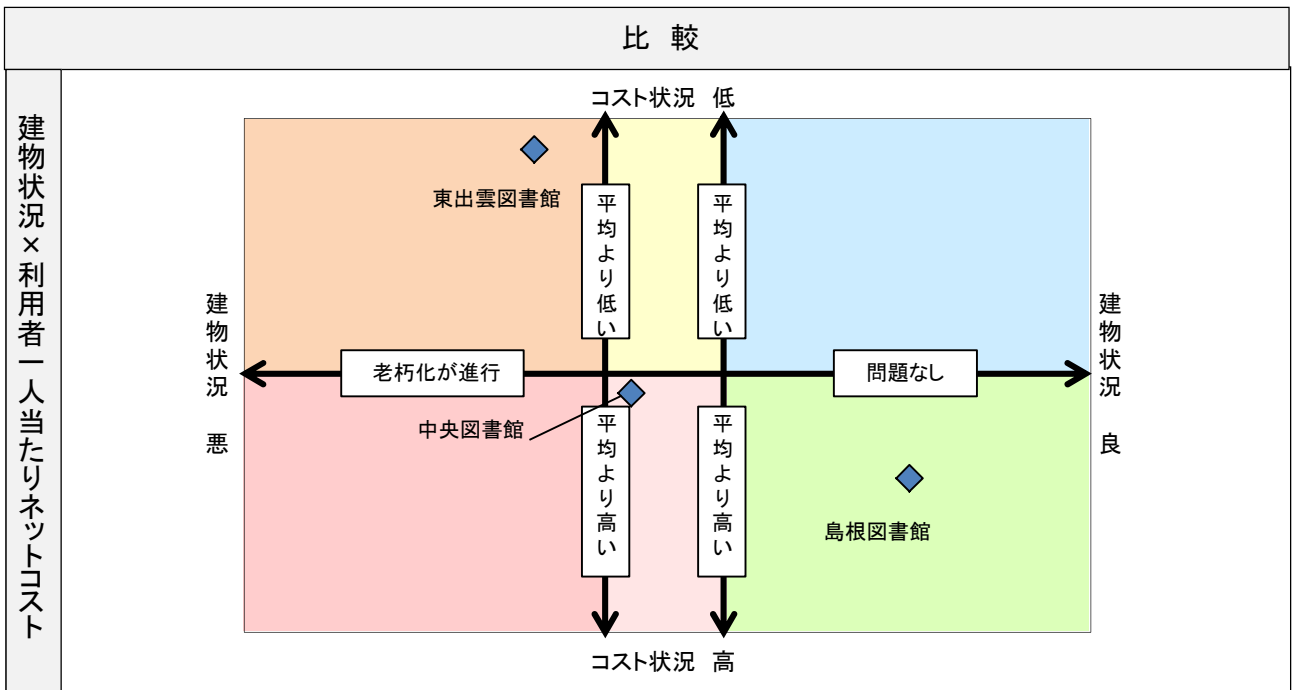 比 較
建物状況×利用者一人当たりネットコスト
コスト状況 低
東出雲図書館
平均より低い
平均より低い
建物状況 悪
老朽化が進行
問題なし
建物状況 良
中央図書館
平均より高い
平均より高い
島根図書館
コスト状況 高